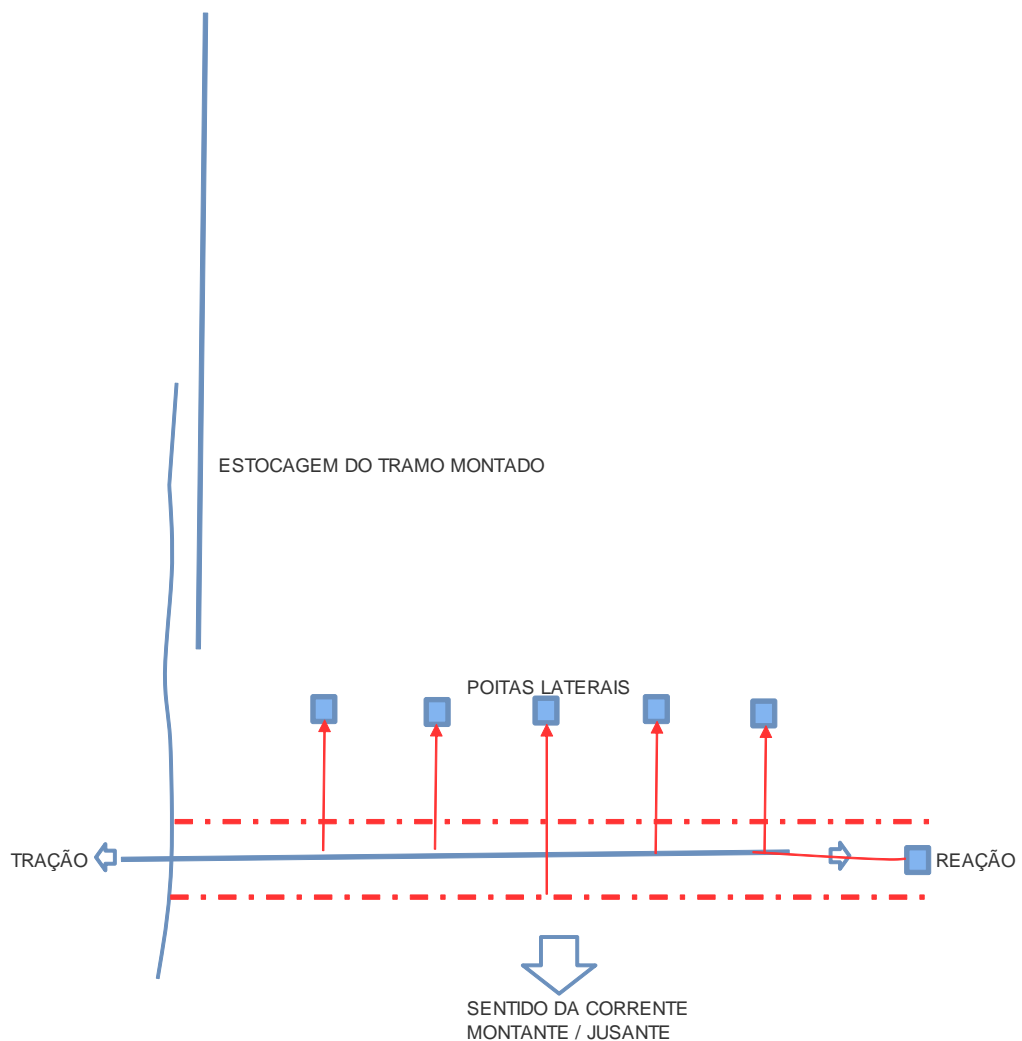 ESTOCAGEM DO TRAMO MONTADO
POITAS LATERAIS
TRAÇÃO
REAÇÃO
SENTIDO DA CORRENTE
MONTANTE / JUSANTE